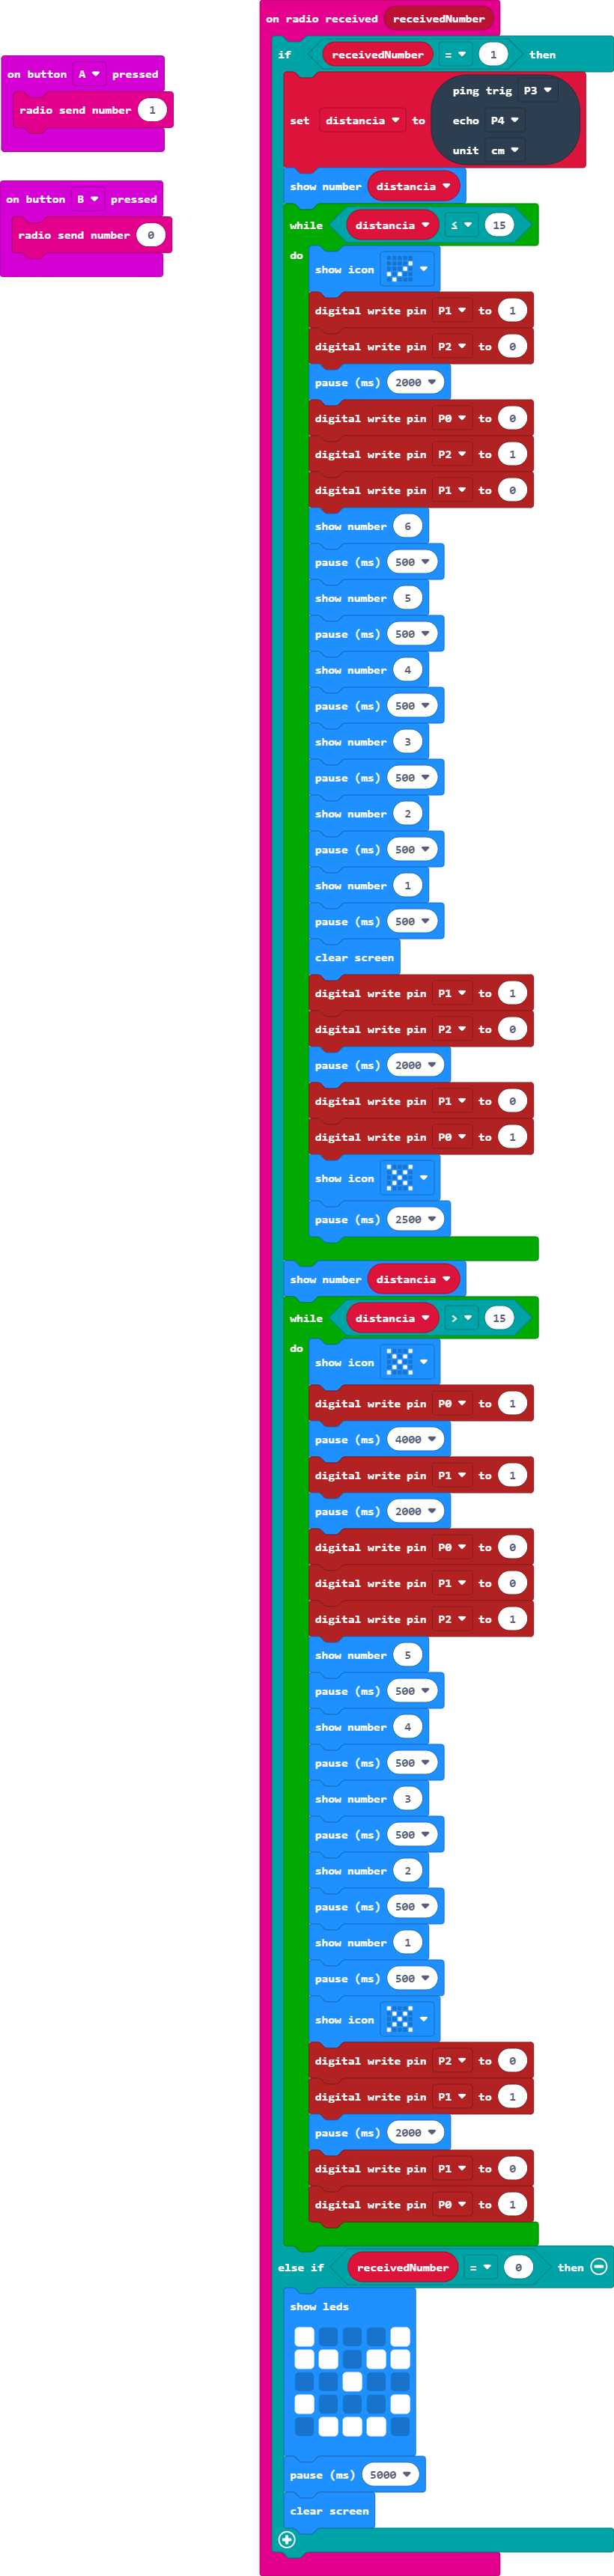 on button A pressed
radio send number 1
on button B pressed
radio send number 0
on radio received receivedNumber
if receivedNumber = 1 then
ping trig P3
set distancia to echo P4
unit cm
show number distancia
while distancia ≤ 15
do
show icon
digital write pin P1 to 1
digital write pin P2 to 0
pause (ms) 2000
digital write pin P0 to 0
digital write pin P2 to 1
digital write pin P1 to 0
show number 6
pause (ms) 500
show number 5
pause (ms) 500
show number 4
pause (ms) 500
show number 3
pause (ms) 500
show number 2
pause (ms) 500
show number 1
pause (ms) 500
clear screen
digital write pin P1 to 1
digital write pin P2 to 0
pause (ms) 2000
digital write pin P1 to 0
digital write pin P0 to 1
show icon
pause (ms) 2500
show number distancia
while distancia > 15
do
show icon
digital write pin P0 to 1
pause (ms) 4000
digital write pin P1 to 1
pause (ms) 2000
digital write pin P0 to 0
digital write pin P1 to 0
digital write pin P2 to 1
show number 5
pause (ms) 500
show number 4
pause (ms) 500
show number 3
pause (ms) 500
show number 2
pause (ms) 500
show number 1
pause (ms) 500
show icon
digital write pin P2 to 0
digital write pin P1 to 1
pause (ms) 2000
digital write pin P1 to 0
digital write pin P0 to 1
else if receivedNumber = 0 then
show leds
pause (ms) 5000
clear screen